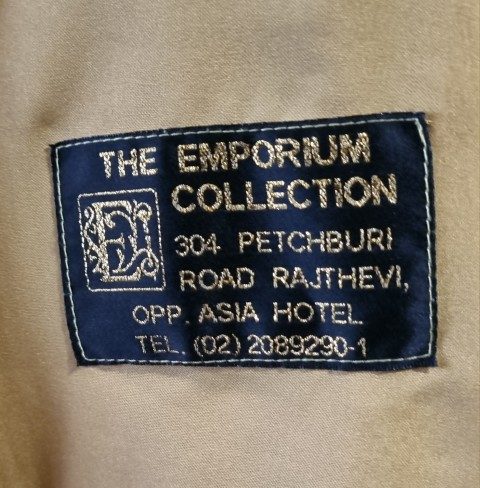 THE EMPORIUM
COLLECTION
304 PETCHBURI
ROAD RAJTHEVI,
OPP. ASIA HOTEL
TEL. (02) 2089290-1